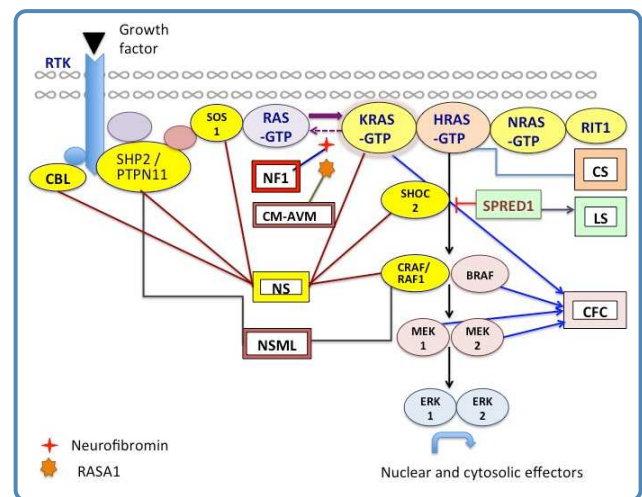 Growth
factor
RTK
SOS
1
RAS
-GTP
KRAS
-GTP
HRAS
-GTP
NRAS
-GTP
RIT1
SHP2 /
PTPN11
CBL
NF1
CM-AVM
SHOC
2
SPRED1
CS
LS
NS
CRAF/
RAF1
BRAF
CFC
NSML
MEK
1
MEK
2
ERK
1
ERK
2
Neurofibromin
RASA1
Nuclear and cytosolic effectors